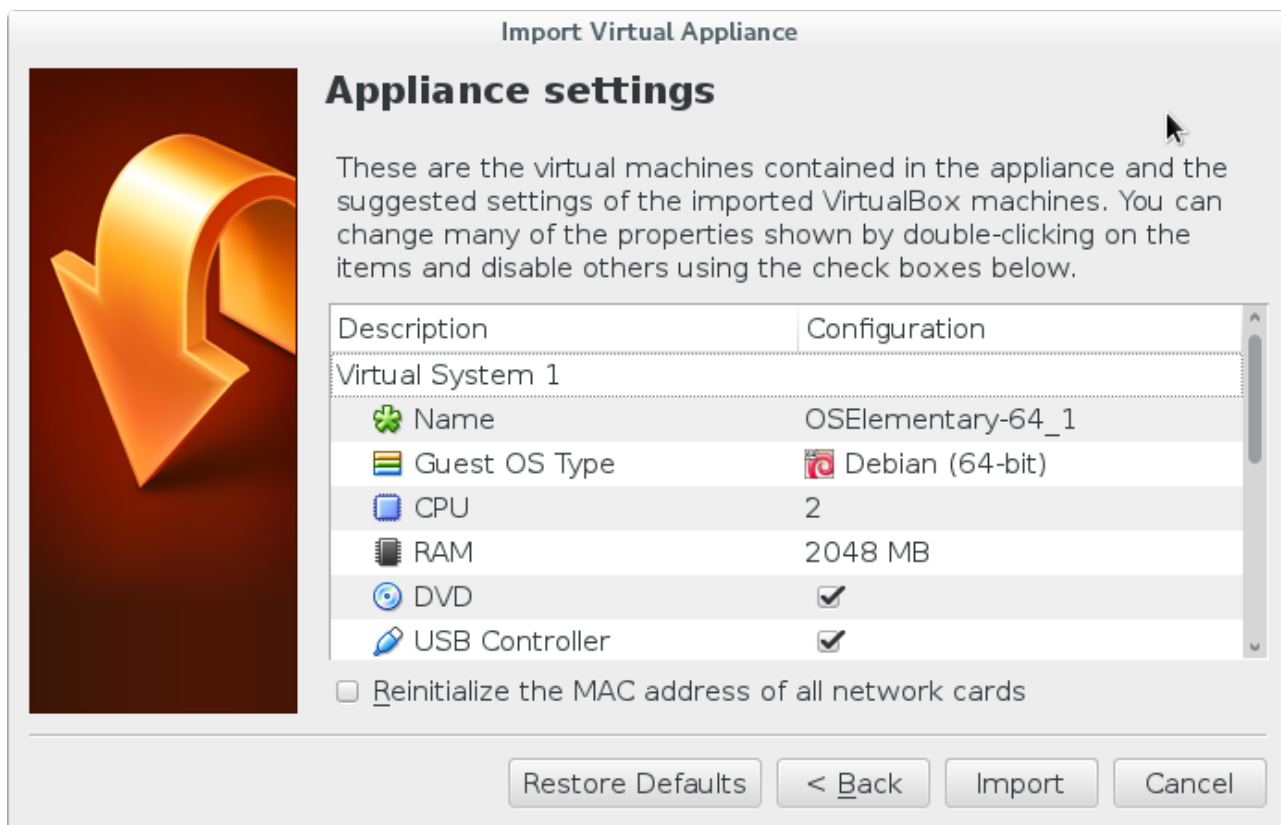 Import Virtual Appliance
Appliance settings
These are the virtual machines contained in the appliance and the
suggested settings of the imported VirtualBox machines. You can
change many of the properties shown by double-clicking on the
items and disable others using the check boxes below.
Description Configuration
Virtual System 1
Name OSElementary-64_1
Guest OS Type Debian (64-bit)
CPU 2
RAM 2048 MB
DVD
USB Controller
Reinitialize the MAC address of all network cards
Restore Defaults < Back Import Cancel